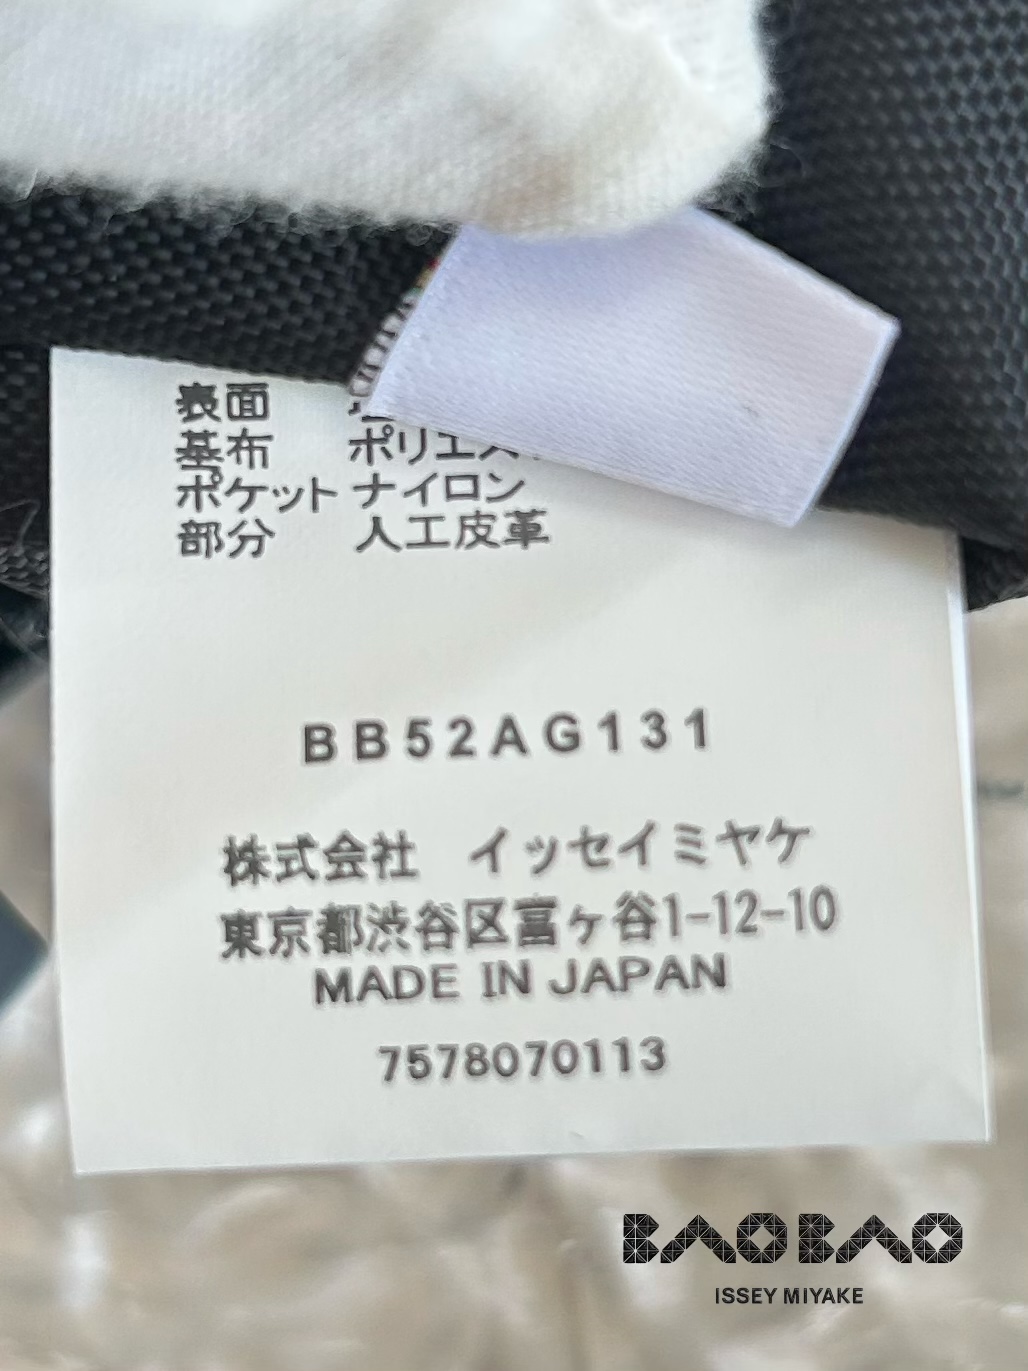 表面
基布 ポリエス
ポケット ナイロン
部分 人工皮革
BB52AG131
株式会社 イッセイミヤケ
東京都渋谷区富ヶ谷1-12-10
MADE IN JAPAN
7578070113
BAOBAO
ISSEY MIYAKE